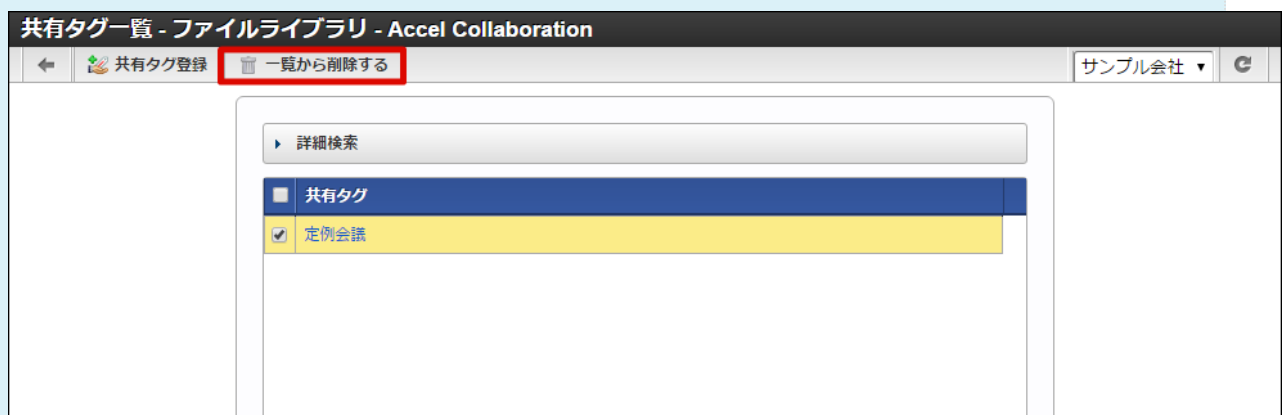 共有タグ一覧 - ファイルライブラリ - Accel Collaboration
共有タグ登録 一覧から削除する サンプル会社
詳細検索
共有タグ
定例会議